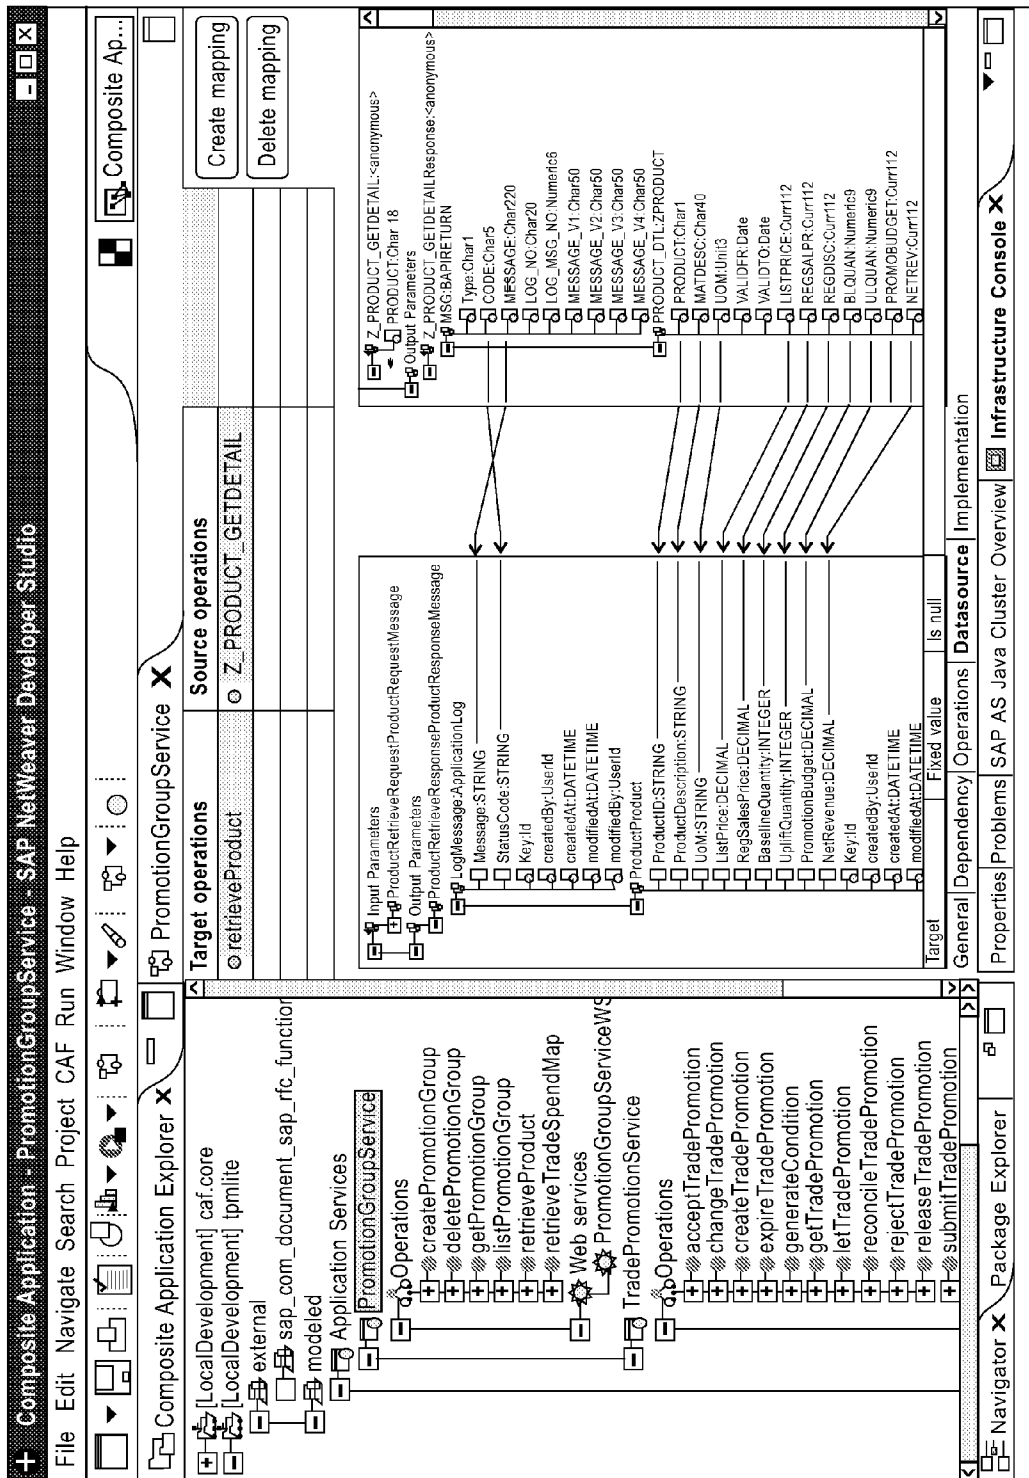 Composite Application - PromotionGroupService - SAP NetWeaver Developer Studio
File Edit Navigate Search Project CAF Run Window Help
Composite Ap...
Composite Application Explorer X
[LocalDevelopment] caf.core
[LocalDevelopment] tpmlite
external
sap_com_document_sap_rfc_function
modeled
Application Services
PromotionGroupService
Operations
createPromotionGroup
deletePromotionGroup
getPromotionGroup
listPromotionGroup
retrieveProduct
retrieveTradeSpendMap
Web services
PromotionGroupServiceWS
TradePromotionService
Operations
acceptTradePromotion
changeTradePromotion
createTradePromotion
expireTradePromotion
generateCondition
getTradePromotion
letTradePromotion
reconcileTradePromotion
rejectTradePromotion
releaseTradePromotion
submitTradePromotion
Navigator X Package Explorer
PromotionGroupService X
Target operations Source operations
retrieveProduct Z_PRODUCT_GETDETAIL
Create mapping
Delete mapping
Input Parameters
ProductRetrieveRequestProductRequestMessage
Output Parameters
ProductRetrieveResponseProductResponseMessage
LogMessage:ApplicationLog
Message:STRING
StatusCode:STRING
Key:Id
createdBy:UserId
createdAt:DATETIME
modifiedAt:DATETIME
modifiedBy:UserId
ProductProduct
ProductID:STRING
ProductDescription:STRING
UoM:STRING
ListPrice:DECIMAL
RegSalesPrice:DECIMAL
BaselineQuantity:INTEGER
UpliftQuantity:INTEGER
PromotionBudget:DECIMAL
NetRevenue:DECIMAL
Key:Id
createdBy:UserId
createdAt:DATETIME
modifiedAt:DATETIME
Z_PRODUCT_GETDETAIL:<anonymous>
PRODUCT:Char 18
Output Parameters
Z_PRODUCT_GETDETAILResponse:<anonymous>
MSG:BAPIRETURN
Type:Char1
CODE:Char5
MESSAGE:Char220
LOG_NO:Char20
LOG_MSG_NO:Numeric6
MESSAGE_V1:Char50
MESSAGE_V2:Char50
MESSAGE_V3:Char50
MESSAGE_V4:Char50
PRODUCT_DTL:ZPRODUCT
PRODUCT:Char1
MATDESC:Char40
UOM:Unit3
VALIDFR:Date
VALIDTO:Date
LISTPRICE:Curr112
REGSALPR:Curr112
REGDISC:Curr112
BLQUAN:Numeric9
ULQUAN:Numeric9
PROMOBUDGET:Curr112
NETREV:Curr112
Target Fixed value Is null
General Dependency Operations Datasource Implementation
Properties Problems SAP AS Java Cluster Overview Infrastructure Console X